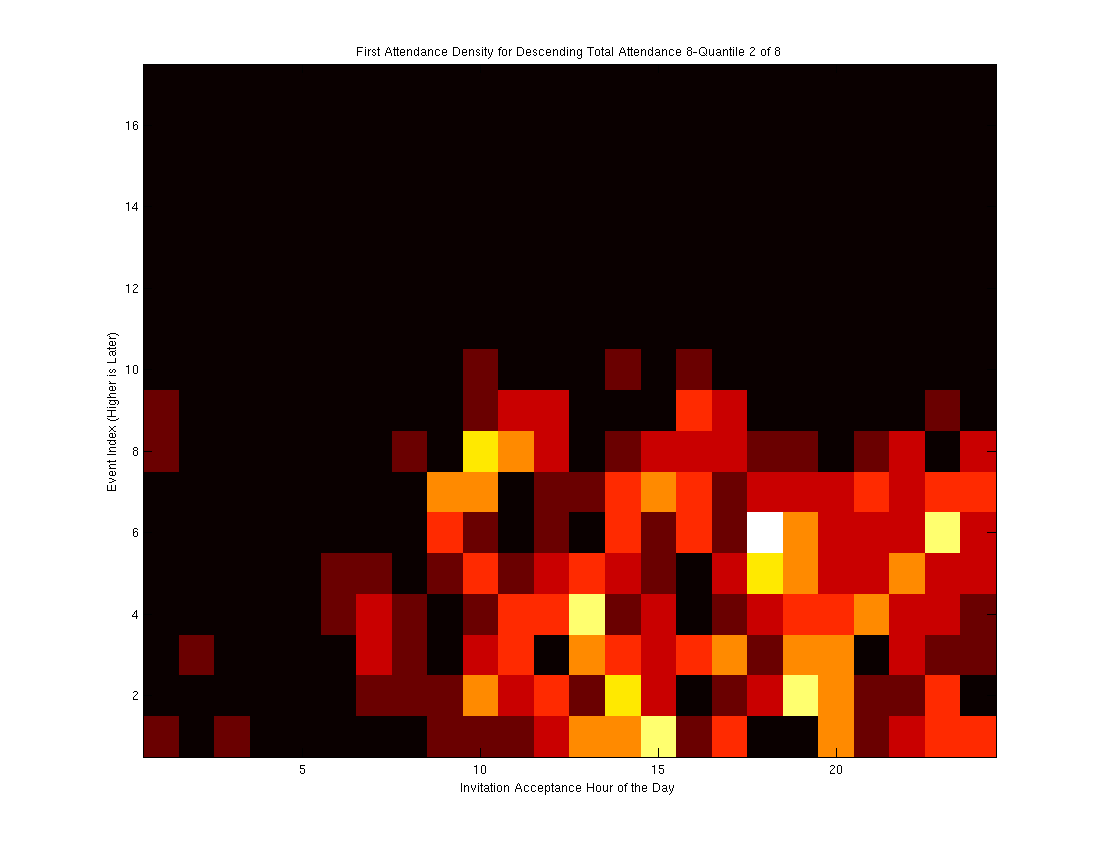 First Attendance Density for Descending Total Attendance 8-Quantile 2 of 8
16
14
12
10
8
6
4
2
Event Index (Higher is Later)
5 10 15 20
Invitation Acceptance Hour of the Day